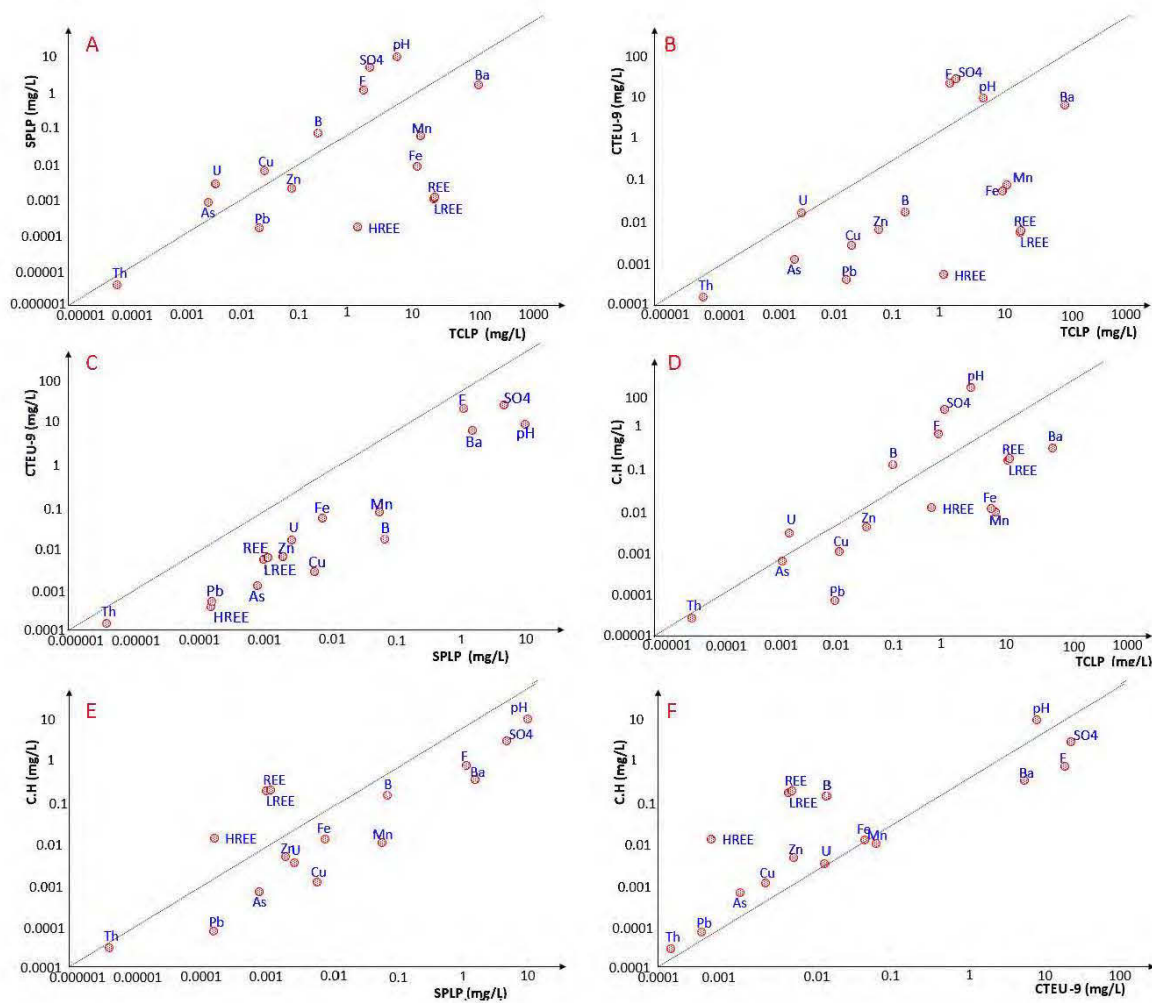 A
SPLP (mg/L)
10
1
0.1
0.01
0.001
0.0001
0.00001
0.000001
pH
SO4
F
Ba
B
Mn
Cu
Fe
U
Zn
REE
As
LREE
Pb
HREE
Th
0.00001 0.0001 0.001 0.01 0.1 1 10 100 1000
TCLP (mg/L)
B
CTEU-9 (mg/L)
100
10
1
0.1
0.01
0.001
0.0001
F SO4
pH
Ba
Mn
Fe
U
B
Zn
REE
Cu
LREE
As
Pb
HREE
Th
0.00001 0.0001 0.001 0.01 0.1 1 10 100 1000
TCLP (mg/L)
C
CTEU-9 (mg/L)
100
10
1
0.1
0.01
0.001
0.0001
F
SO4
Ba
pH
Fe
Mn
U
B
REE Zn
LREE
Cu
Pb
As
HREE
Th
0.000001 0.00001 0.0001 0.001 0.01 0.1 1 10
SPLP (mg/L)
D
C.H (mg/L)
100
1
0.1
0.01
0.001
0.0001
0.00001
pH
SO4
F
Ba
B
REE
LREE
HREE
Fe
Mn
U
Zn
Cu
As
Pb
Th
0.00001 0.0001 0.001 0.01 0.1 1 10 100 1000
TCLP (mg/L)
E
C.H (mg/L)
10
1
0.1
0.01
0.001
0.0001
0.0001
pH
SO4
F
Ba
REE
B
LREE
HREE
Fe
Mn
Zn U
Cu
As
Pb
Th
0.000001 0.00001 0.0001 0.001 0.01 0.1 1 10
SPLP (mg/L)
F
C.H (mg/L)
10
1
0.1
0.01
0.001
0.0001
0.0001
pH
SO4
F
Ba
REE
B
LREE
HREE
Fe
Mn
Zn
U
Cu
As
Pb
Th
0.0001 0.001 0.01 0.1 1 10 100
CTEU-9 (mg/L)